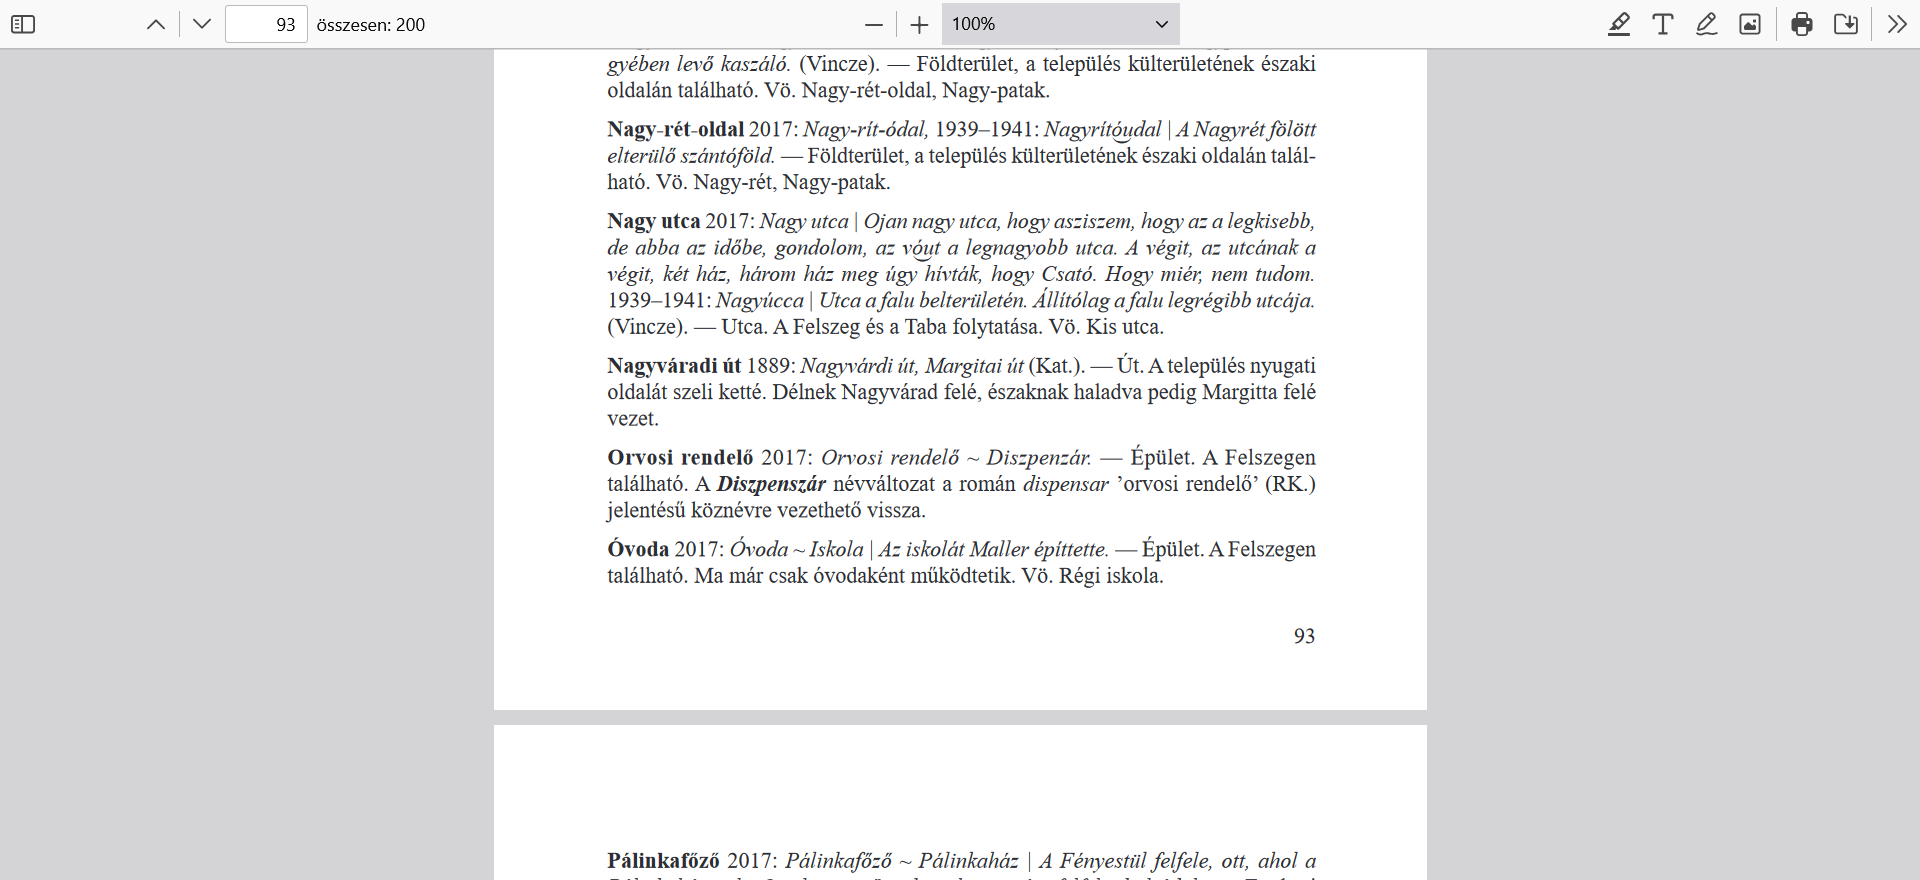 93 összesen: 200 100%
gyében levő kaszáló. (Vincze). — Földterület, a település külterületének északi
oldalán található. Vö. Nagy-rét-oldal, Nagy-patak.
Nagy-rét-oldal 2017: Nagy-rít-ódal, 1939–1941: Nagyrítóu̯dal | A Nagyrét fölött
elterülő szántóföld. — Földterület, a település külterületének északi oldalán talál-
ható. Vö. Nagy-rét, Nagy-patak.
Nagy utca 2017: Nagy utca | Ojan nagy utca, hogy asziszem, hogy az a legkisebb,
de abba az időbe, gondolom, az vóu̯t a legnagyobb utca. A végit, az utcának a
végit, két ház, három ház meg úgy hívták, hogy Csató. Hogy miér, nem tudom.
1939–1941: Nagyúcca | Utca a falu belterületén. Állítólag a falu legrégibb utcája.
(Vincze). — Utca. A Felszeg és a Taba folytatása. Vö. Kis utca.
Nagyváradi út 1889: Nagyvárdi út, Margitai út (Kat.). — Út. A település nyugati
oldalát szeli ketté. Délnek Nagyvárad felé, északnak haladva pedig Margitta felé
vezet.
Orvosi rendelő 2017: Orvosi rendelő ~ Diszpenzár. — Épület. A Felszegen
található. A Diszpenszár névváltozat a román dispensar ’orvosi rendelő’ (RK.)
jelentésű köznévre vezethető vissza.
Óvoda 2017: Óvoda ~ Iskola | Az iskolát Maller építtette. — Épület. A Felszegen
található. Ma már csak óvodaként működtetik. Vö. Régi iskola.
93
Pálinkafőző 2017: Pálinkafőző ~ Pálinkaház | A Fényestül felfele, ott, ahol a